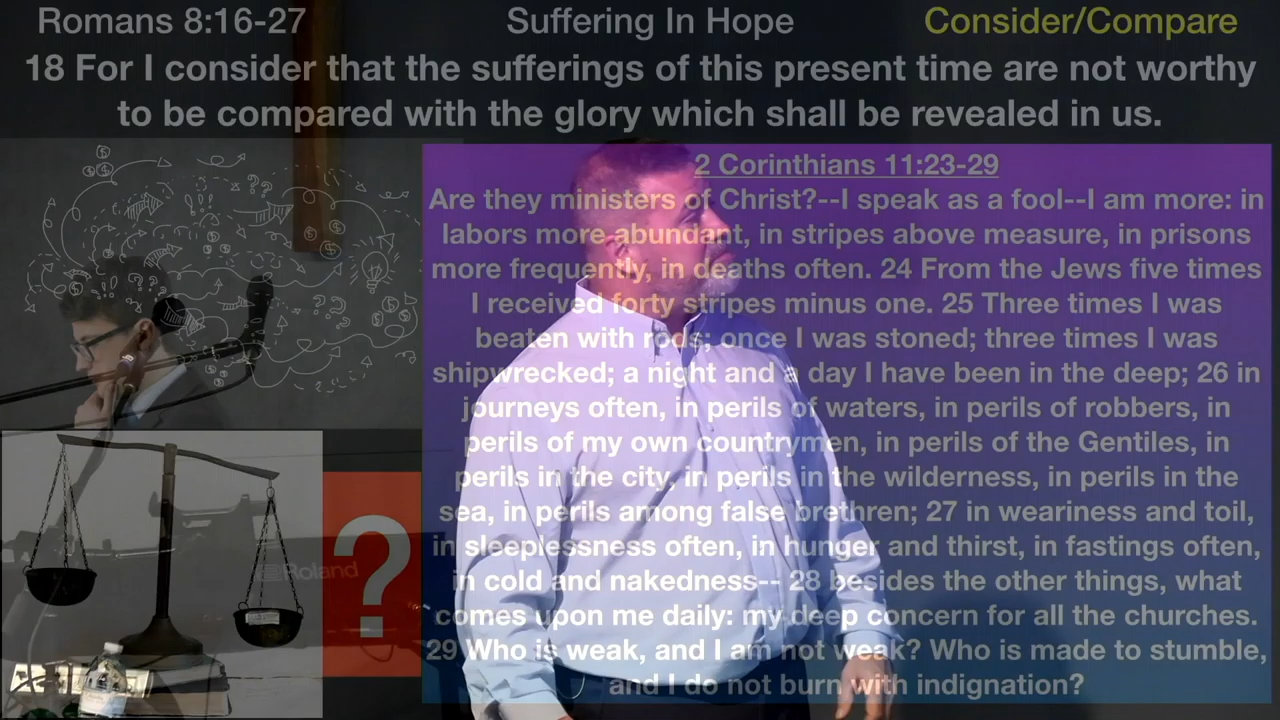 Romans 8:16-27
Suffering In Hope
Consider/Compare
18 For I consider that the sufferings of this present time are not worthy
to be compared with the glory which shall be revealed in us.
2 Corinthians 11:23-29
Are they ministers of Christ?--I speak as a fool--I am more: in
labors more abundant, in stripes above measure, in prisons
more frequently, in deaths often. 24 From the Jews five times
I received forty stripes minus one. 25 Three times I was
beaten with rods; once I was stoned; three times I was
shipwrecked; a night and a day I have been in the deep; 26 in
journeys often, in perils of waters, in perils of robbers, in
perils of my own countrymen, in perils of the Gentiles, in
perils in the city, in perils in the wilderness, in perils in the
sea, in perils among false brethren; 27 in weariness and toil,
in sleeplessness often, in hunger and thirst, in fastings often,
in cold and nakedness-- 28 besides the other things, what
comes upon me daily: my deep concern for all the churches.
29 Who is weak, and I am not weak? Who is made to stumble,
and I do not burn with indignation?
?
Roland